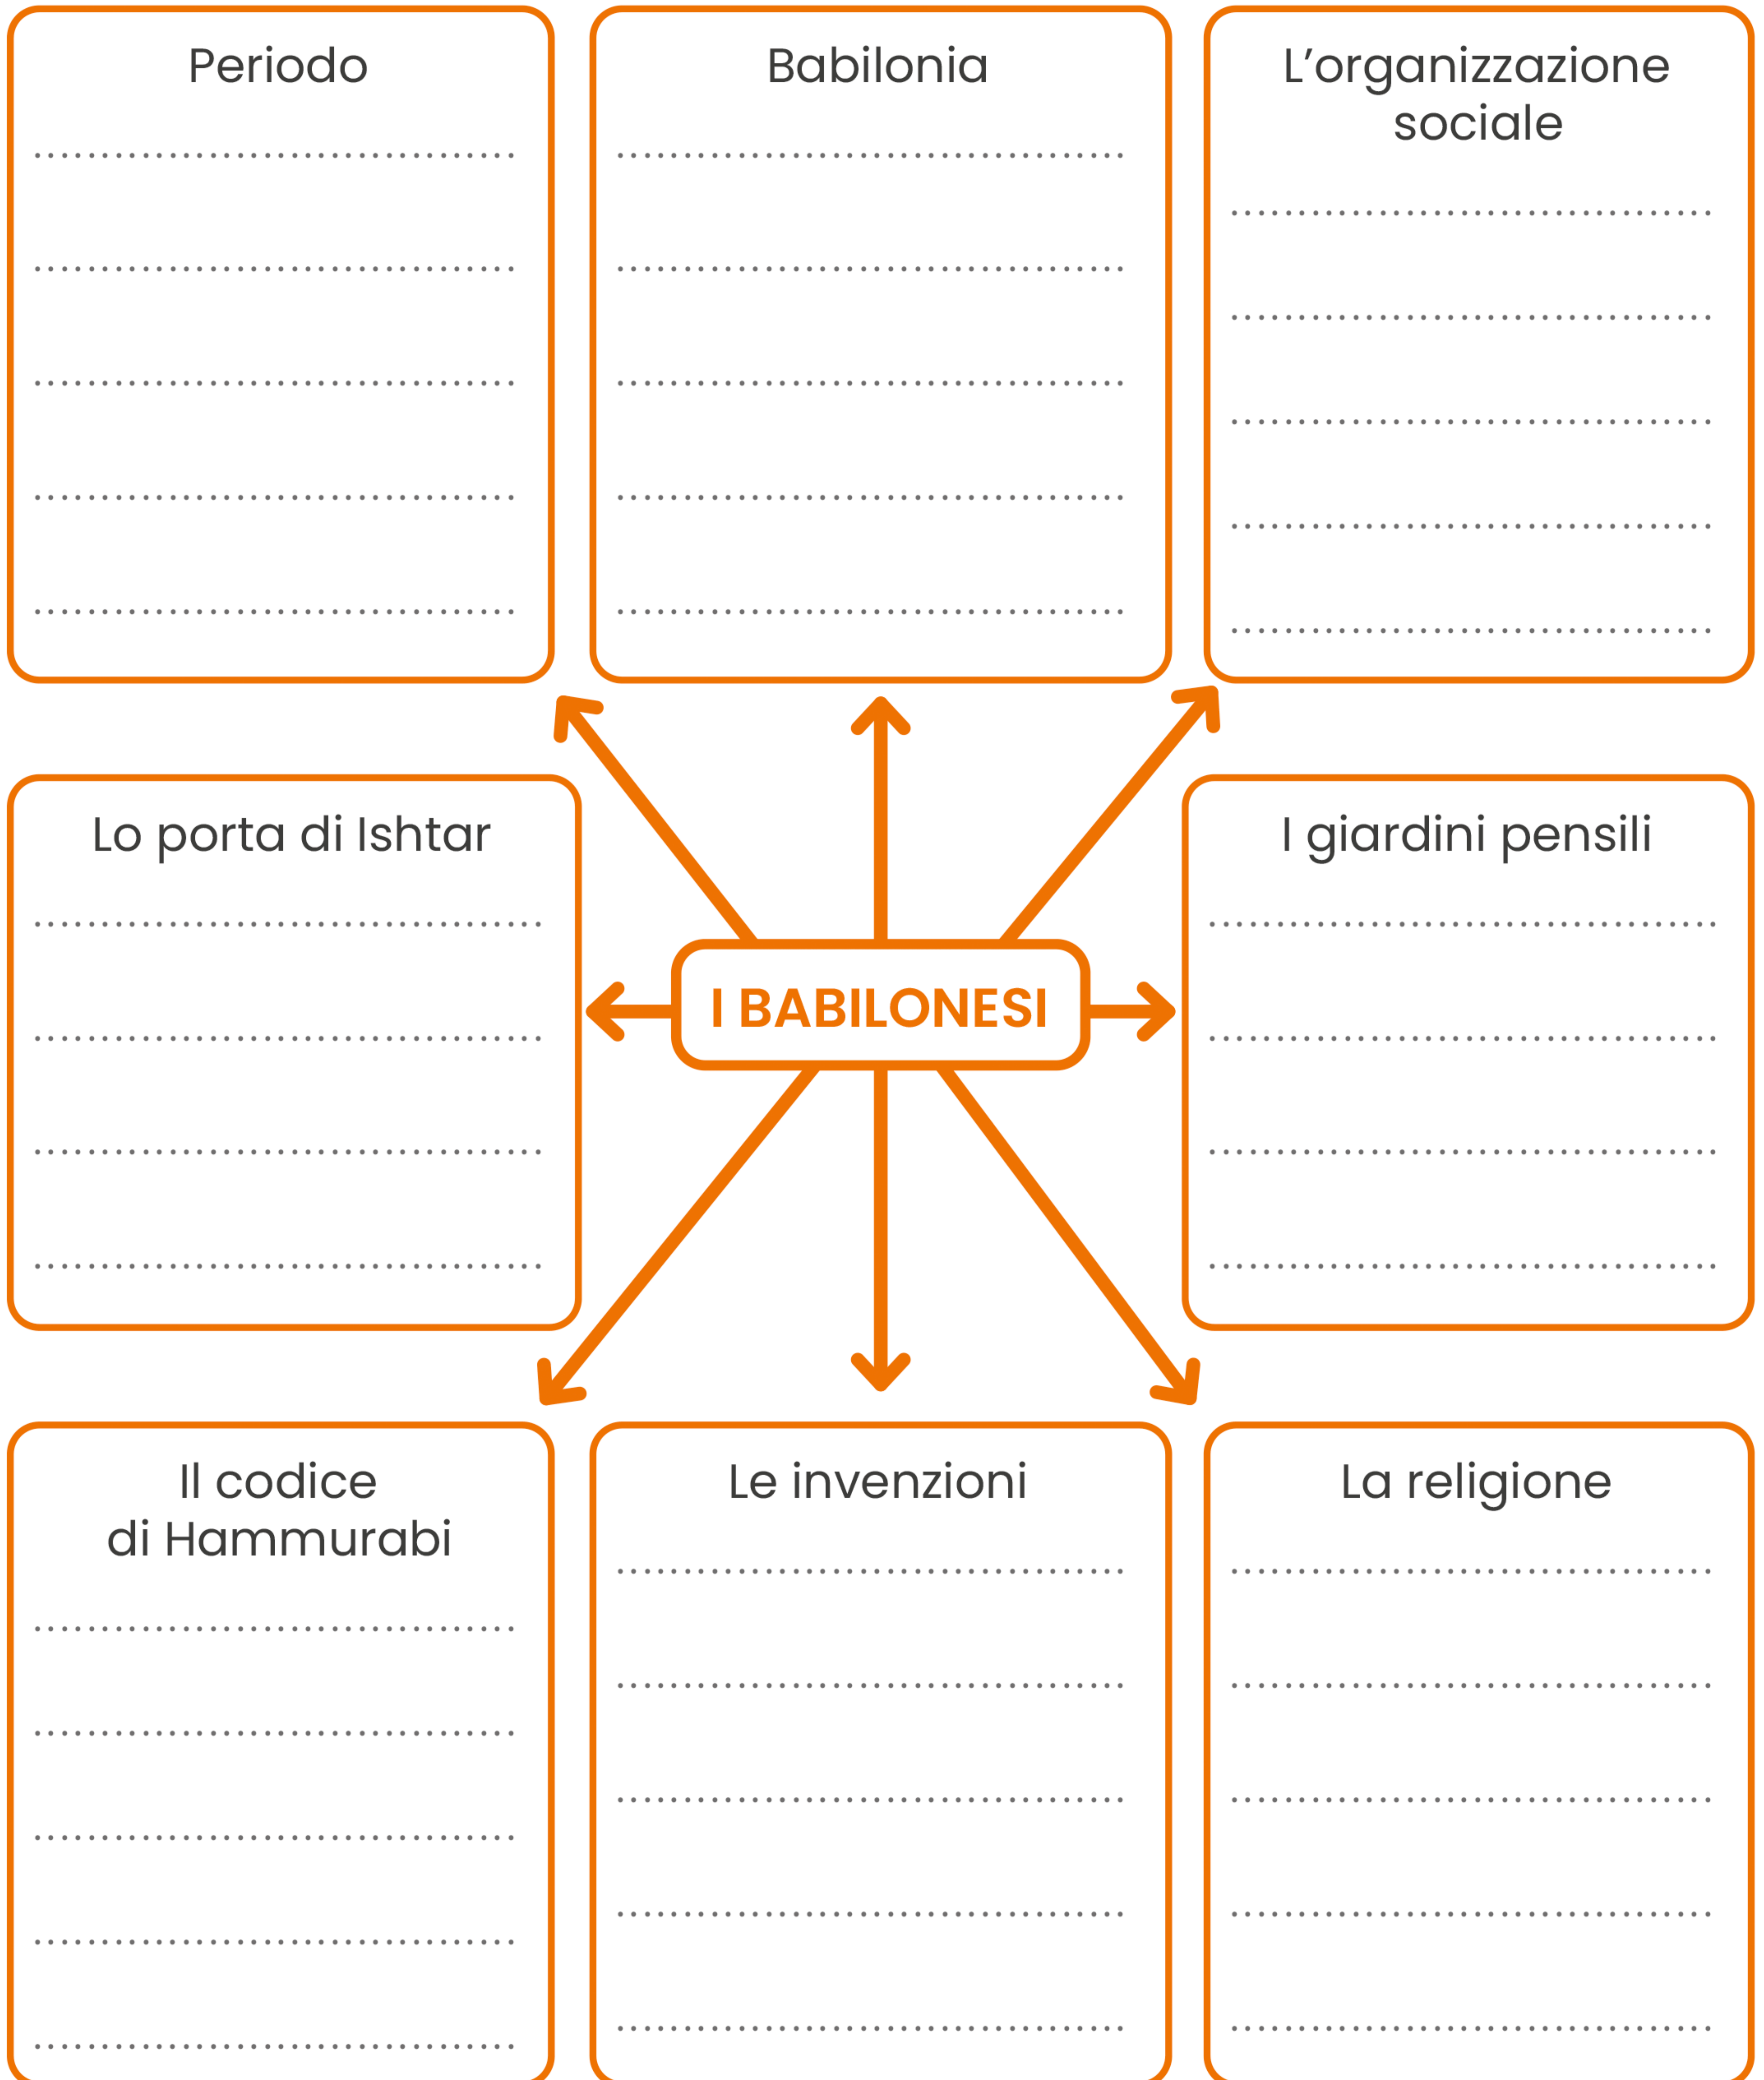 Periodo
Babilonia
L’organizzazione
sociale
Lo porta di Ishtar
I giardini pensili
I BABILONESI
Il codice
di Hammurabi
Le invenzioni
La religione